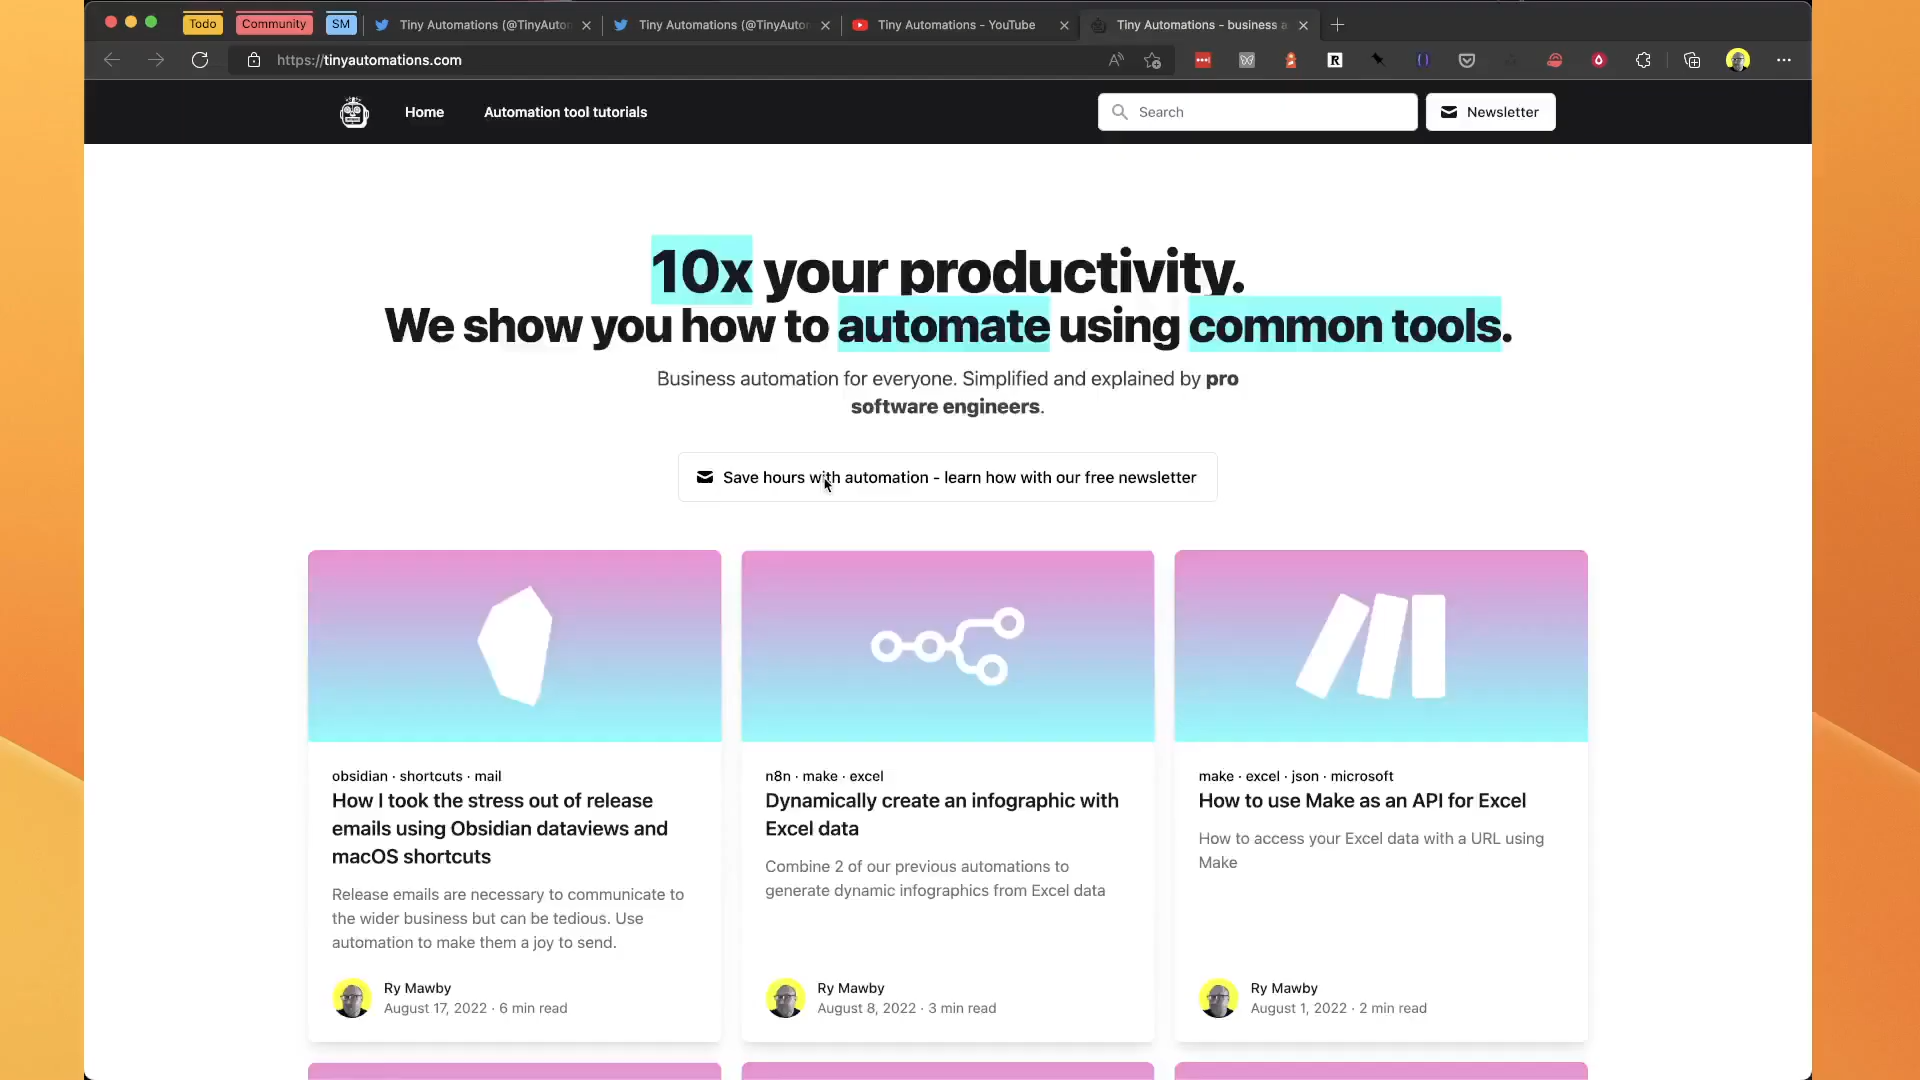 Todo
Community
SM
Tiny Automations (@TinyAuton
Tiny Automations (@TinyAuton
Tiny Automations - YouTube
Tiny Automations - business a
https://tinyautomations.com
Home
Automation tool tutorials
Search
Newsletter
10x your productivity.
We show you how to automate using common tools.
Business automation for everyone. Simplified and explained by pro
software engineers.
Save hours with automation - learn how with our free newsletter
obsidian · shortcuts · mail
How I took the stress out of release
emails using Obsidian dataviews and
macOS shortcuts
Release emails are necessary to communicate to
the wider business but can be tedious. Use
automation to make them a joy to send.
Ry Mawby
August 17, 2022 · 6 min read
n8n · make · excel
Dynamically create an infographic with
Excel data
Combine 2 of our previous automations to
generate dynamic infographics from Excel data
Ry Mawby
August 8, 2022 · 3 min read
make · excel · json · microsoft
How to use Make as an API for Excel
How to access your Excel data with a URL using
Make
Ry Mawby
August 1, 2022 · 2 min read